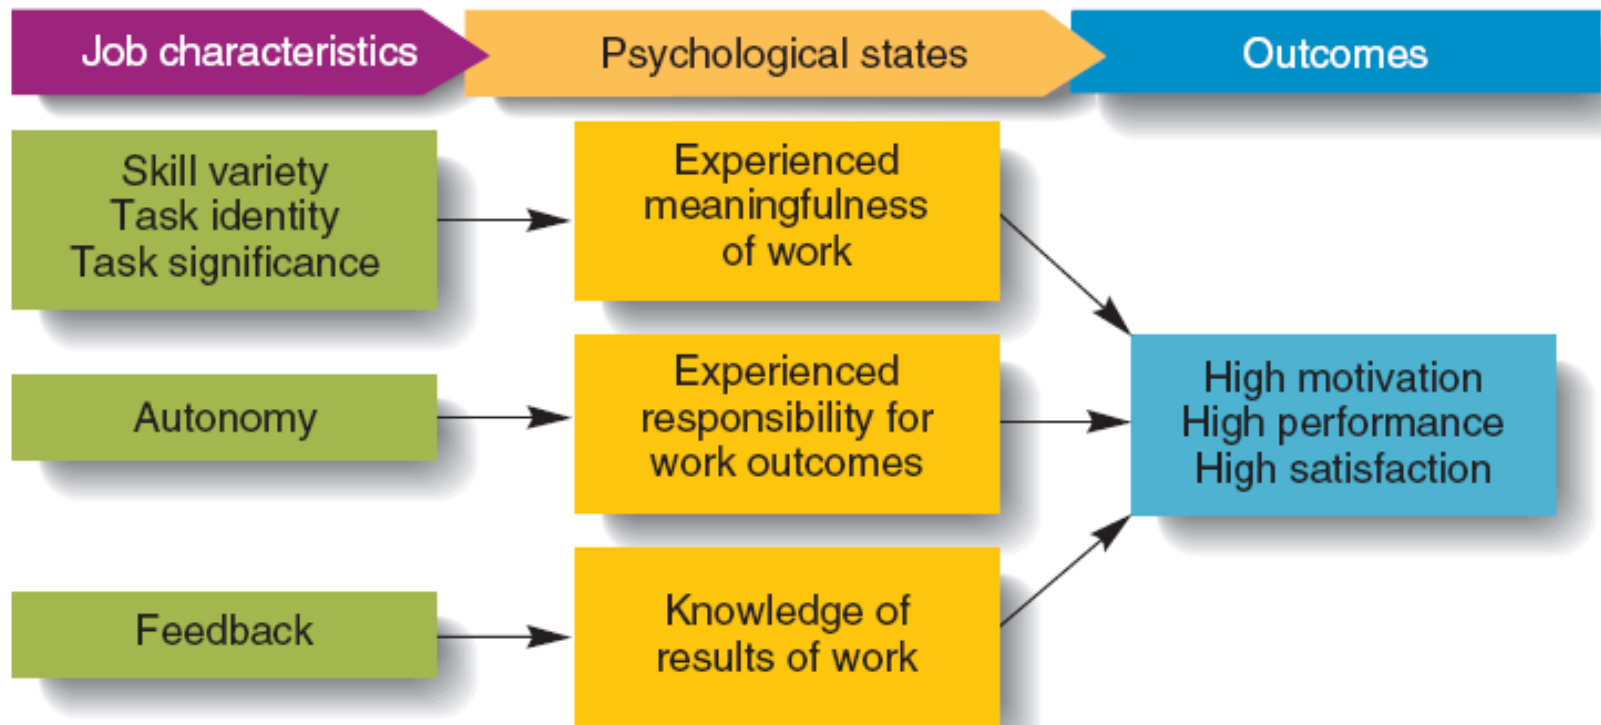 Job characteristics
Psychological states
Outcomes
Skill variety
Task identity
Task significance
Experienced
meaningfulness
of work
Autonomy
Experienced
responsibility for
work outcomes
High motivation
High performance
High satisfaction
Feedback
Knowledge of
results of work